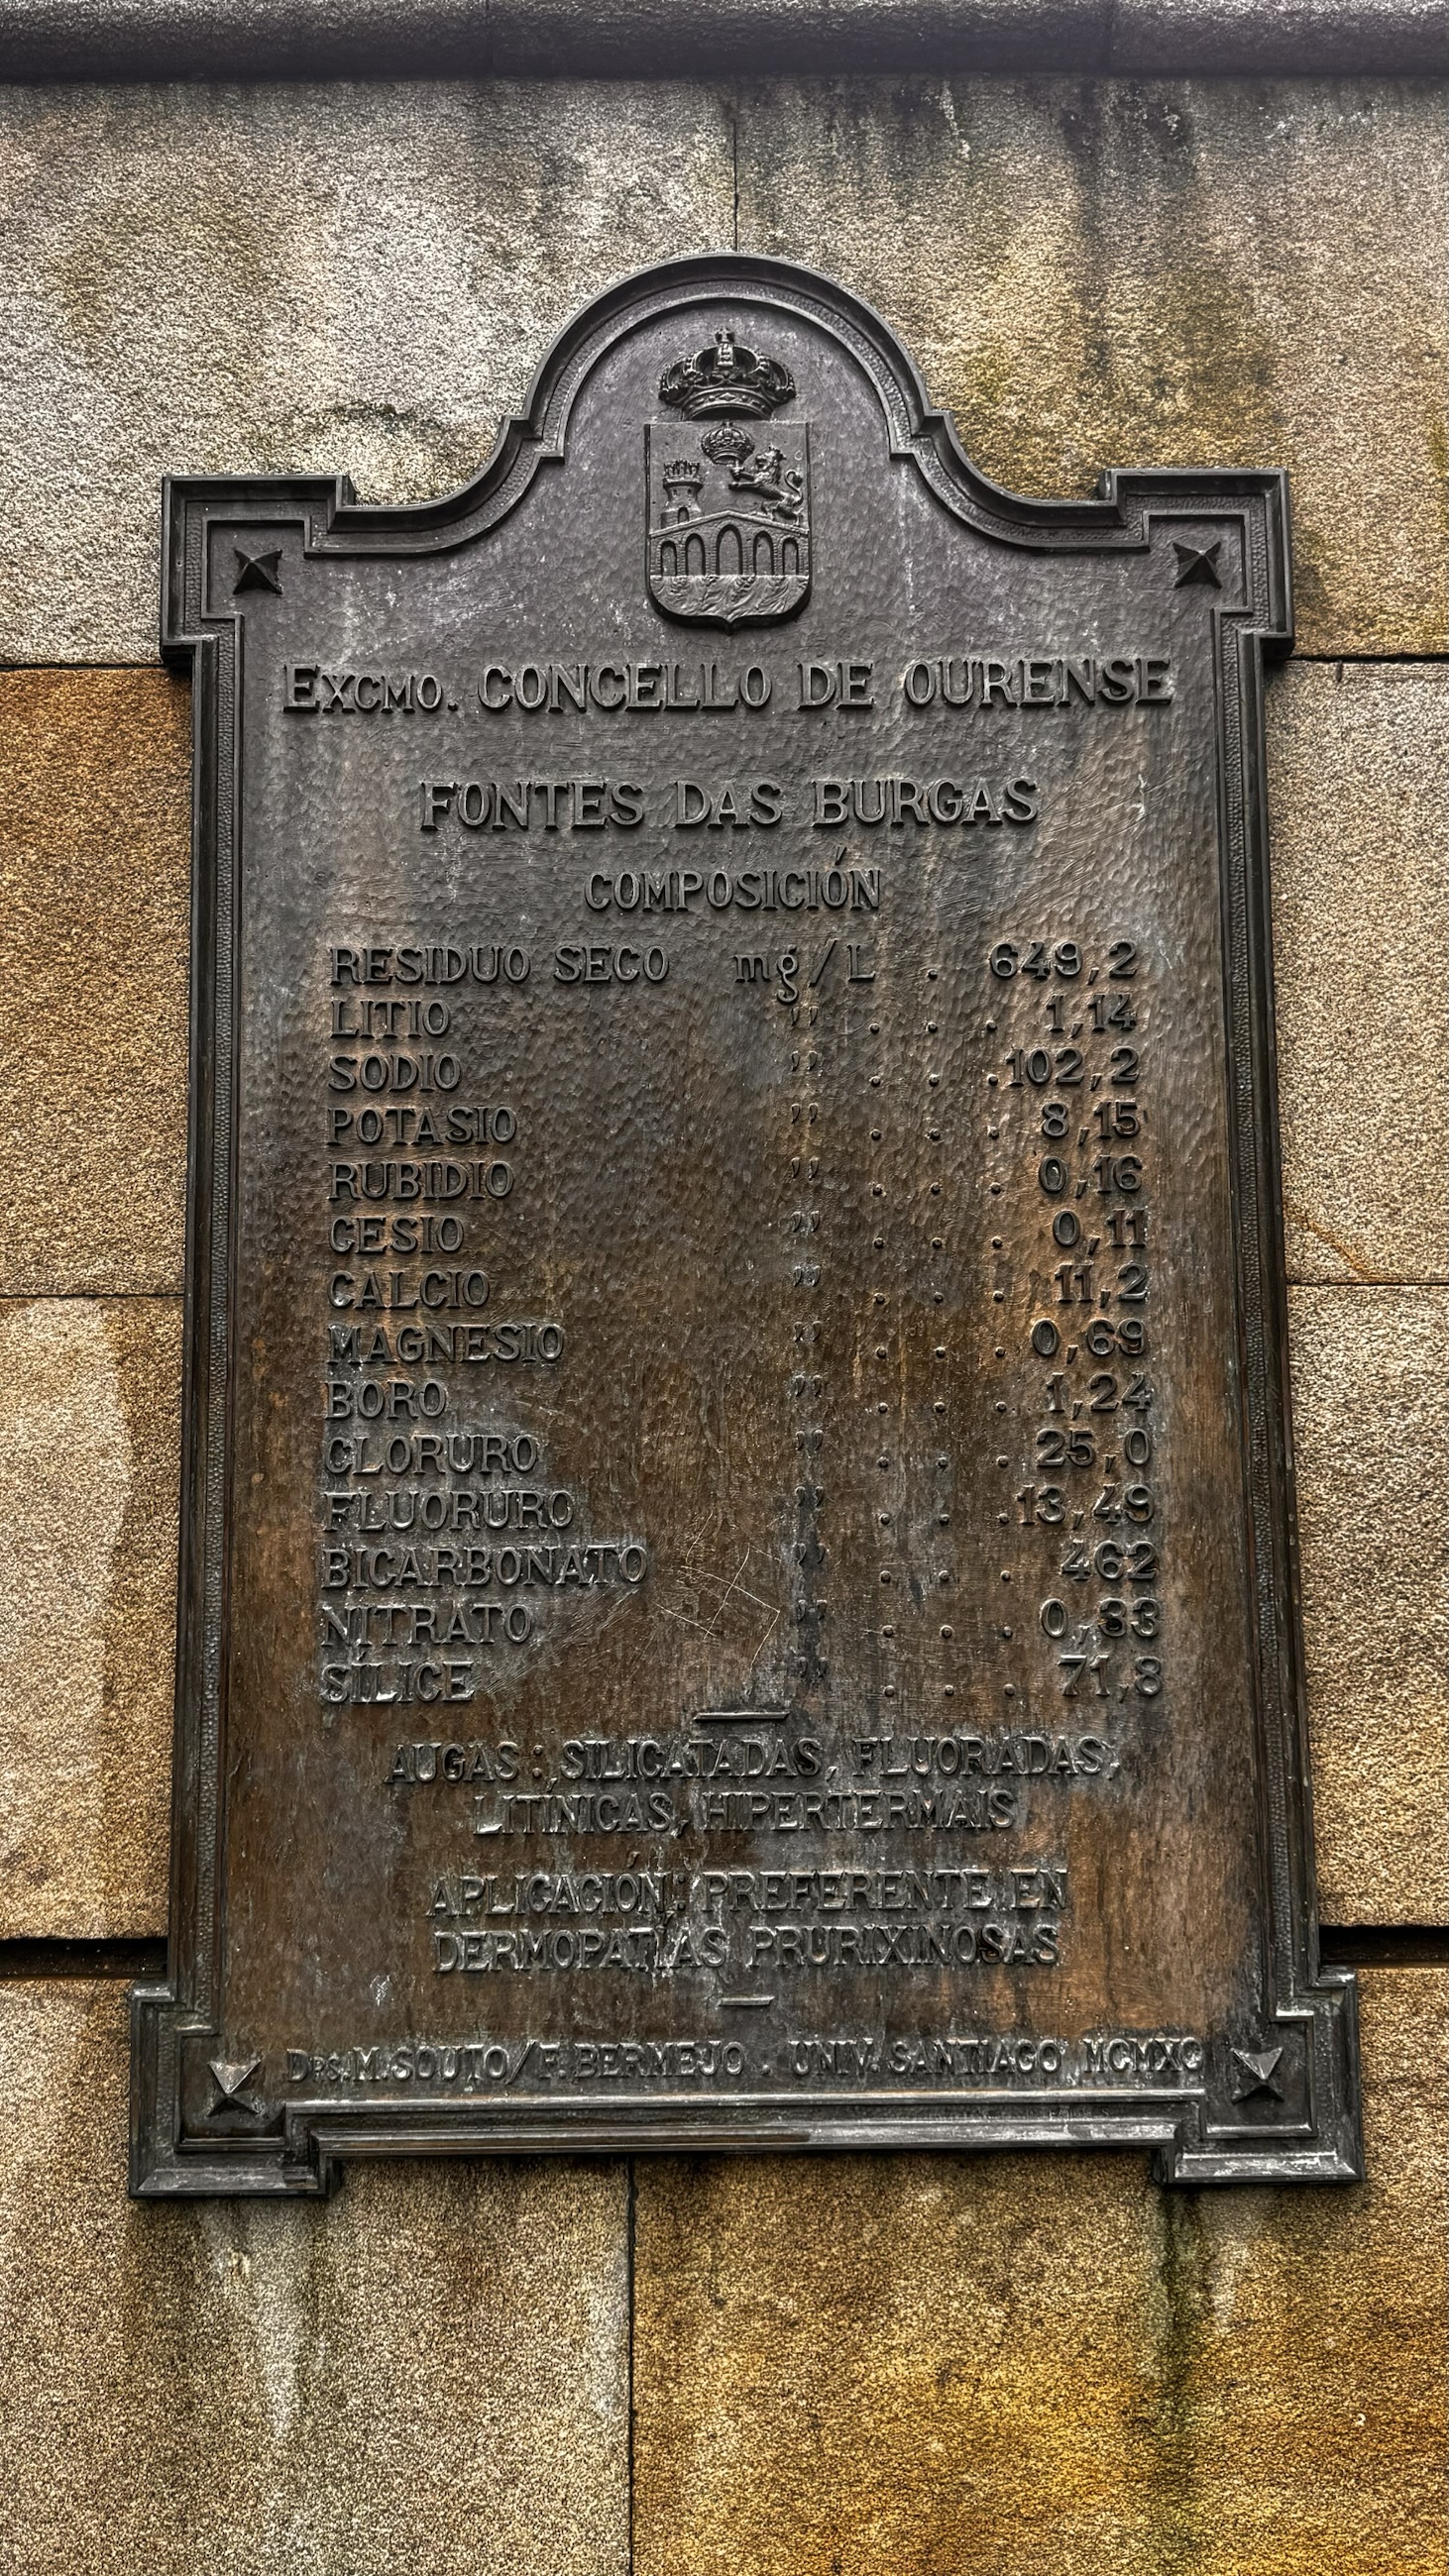 EXCMO. CONCELLO DE OURENSE
FONTES DAS BURGAS
COMPOSICIÓN
RESIDUO SECO mg/L . 649,2
LITIO " . . . 1,14
SODIO " . . . 102,2
POTASIO " . . . 8,15
RUBIDIO " . . . 0,16
CESIO " . . . 0,11
CALCIO " . . . 11,2
MAGNESIO " . . . 0,69
BORO " . . . 1,24
CLORURO " . . . 25,0
FLUORURO " . . . 13,49
BICARBONATO " . . . 462
NITRATO " . . . 0,33
SÍLICE " . . . 71,8
AUGAS: SILICATADAS, FLUORADAS,
LITÍNICAS, HIPERTERMAIS
APLICACIÓN: PREFERENTE EN
DERMOPATÍAS PRURIXINOSAS
DRS. M. SOUTO / F. BERMEJO. UNIV. SANTIAGO MCMXC